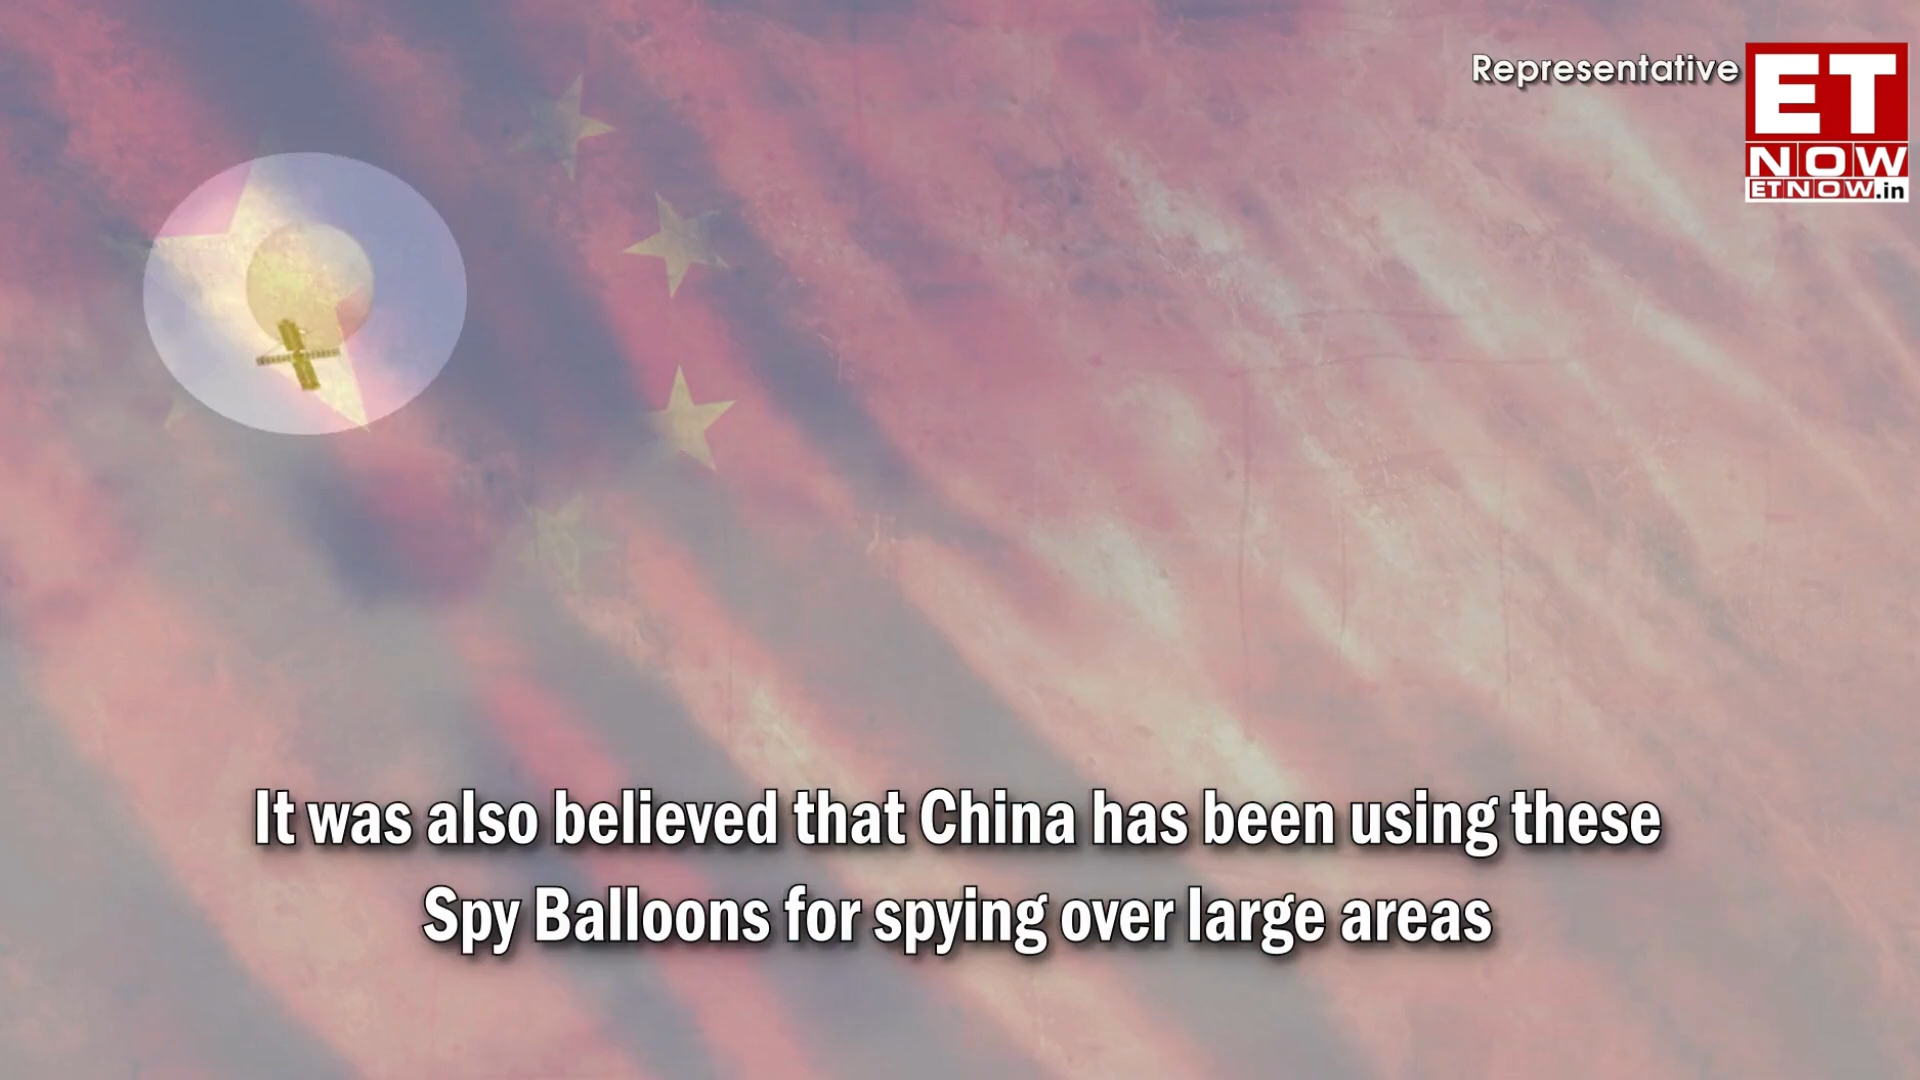 Representative
ET
NOW
ETNOW.in
It was also believed that China has been using these
Spy Balloons for spying over large areas